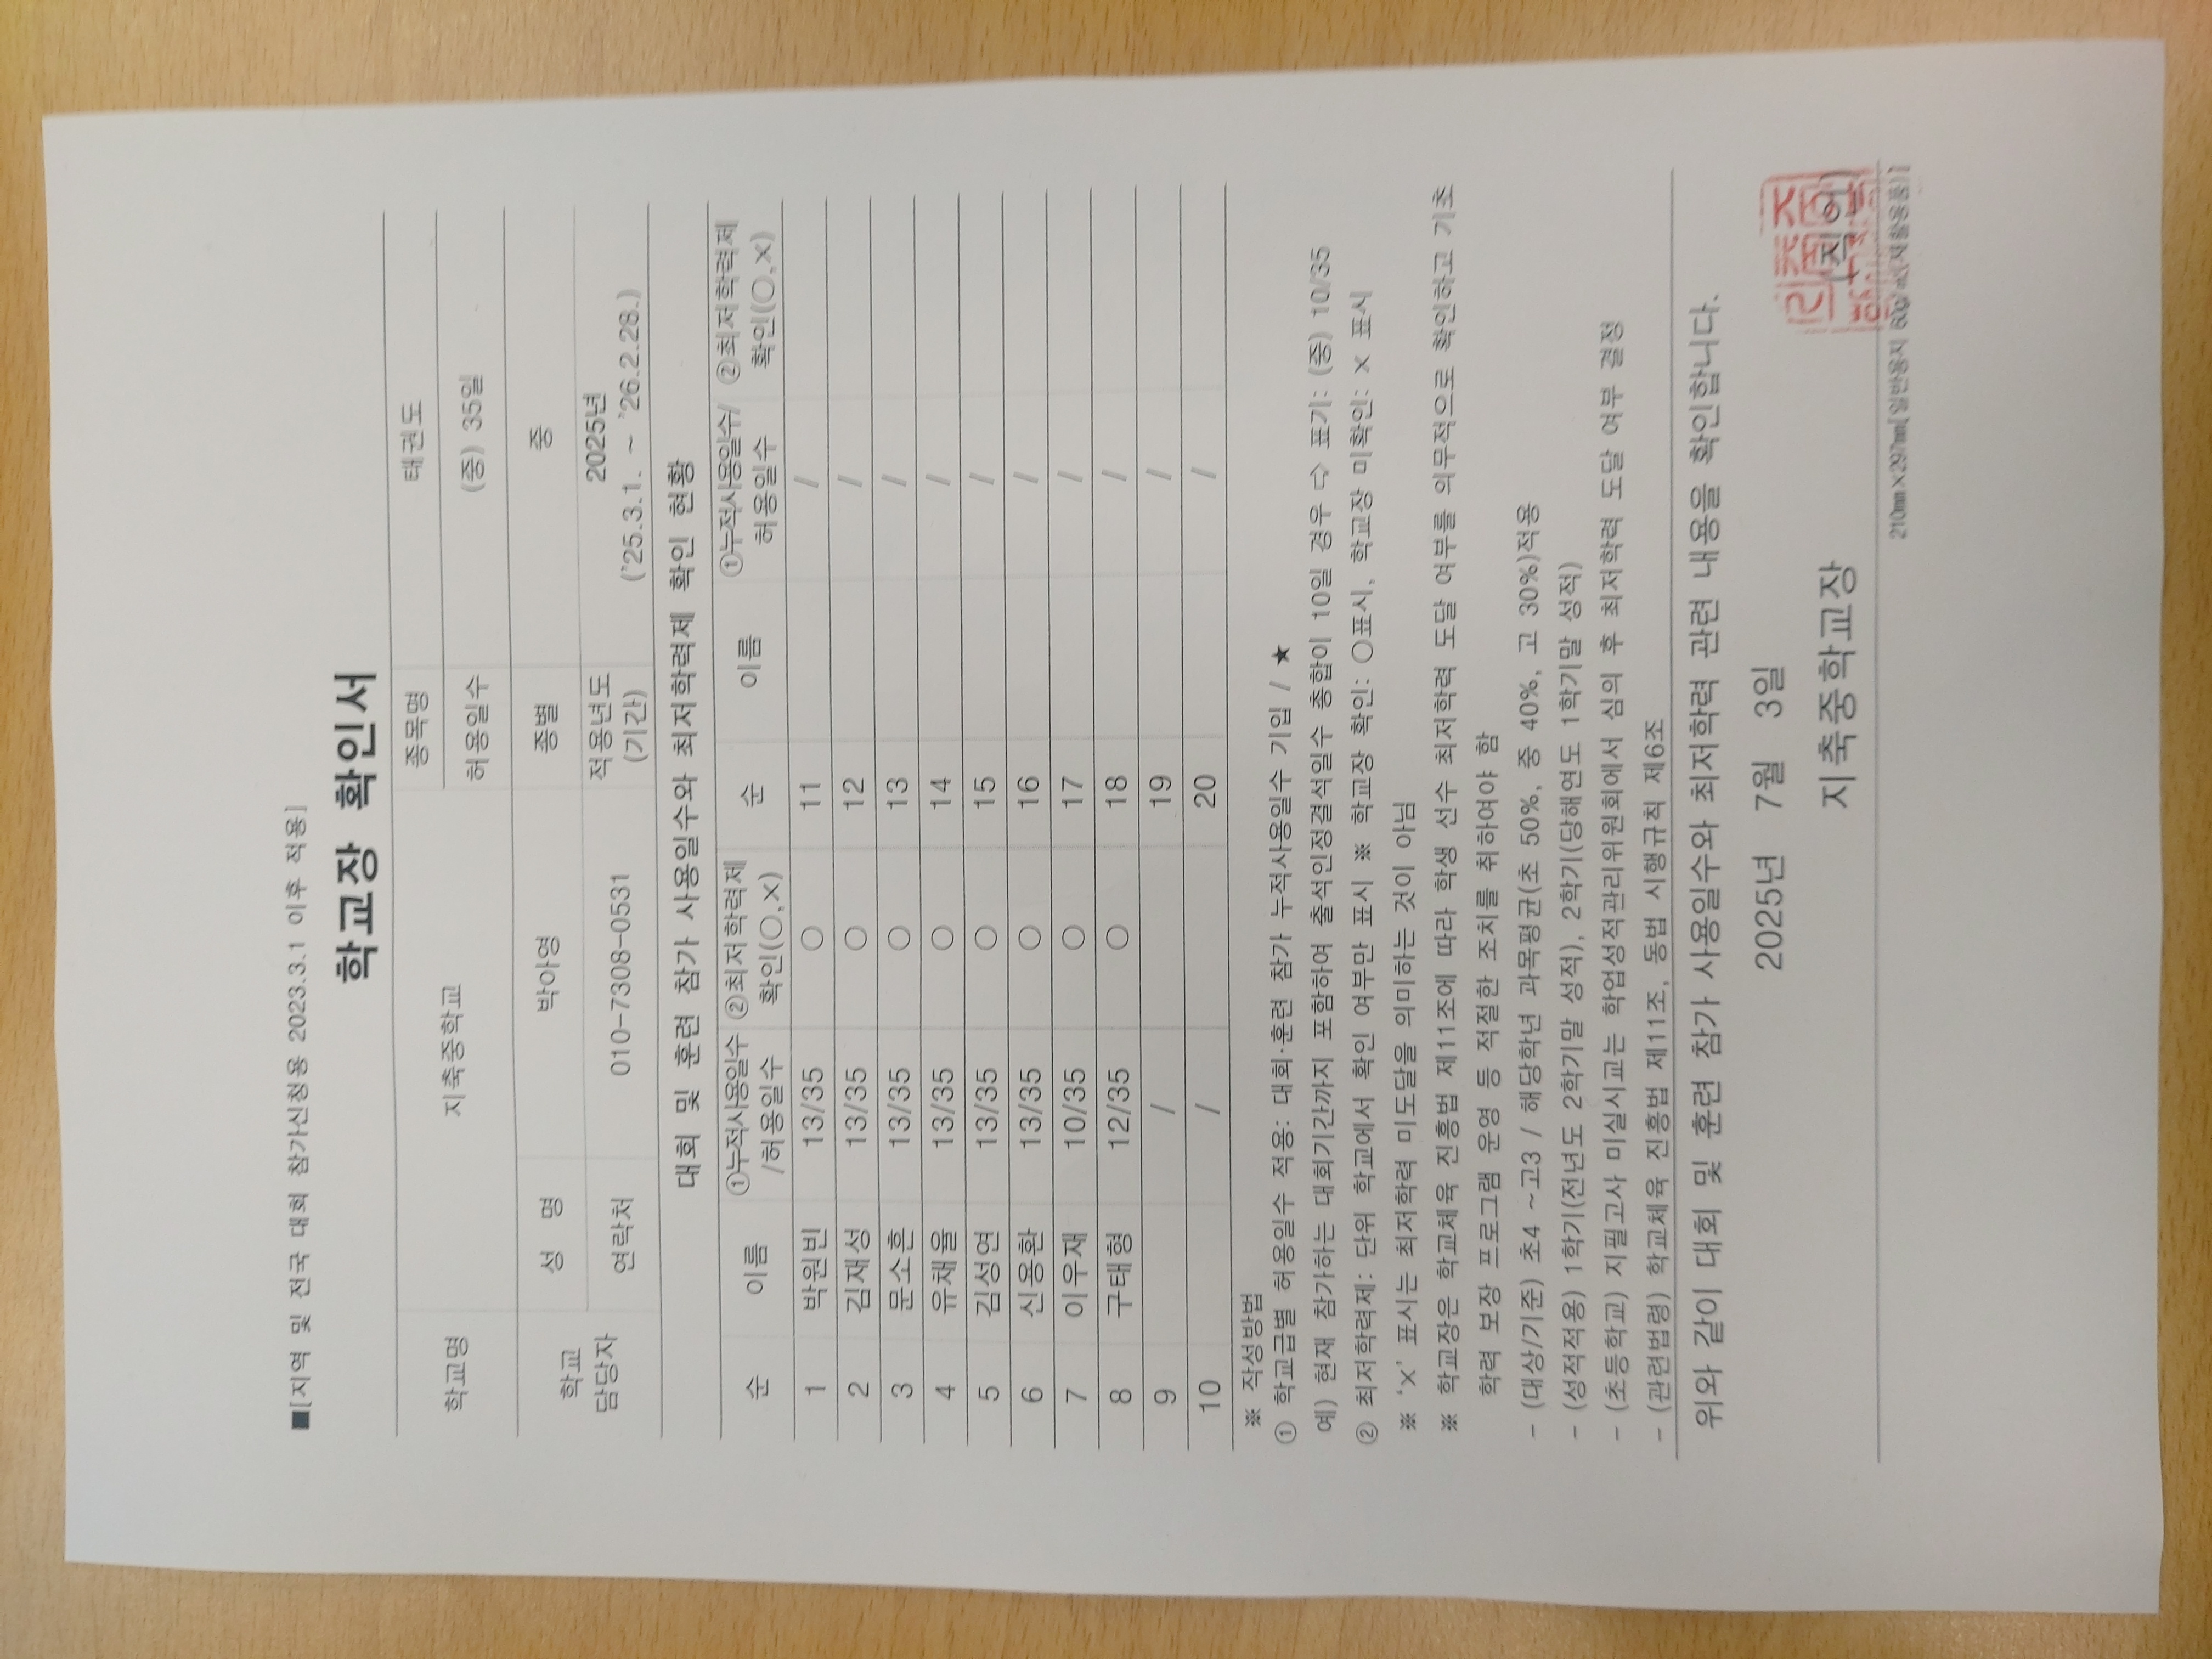 ■[지역 및 전국 대회 참가신청용 2023.3.1 이후 적용]
학교장 확인서
학교명 지축중학교 종목명 태권도
허용일수 (중) 35일
학교 담당자 성 명 박아영 종별 중
연락처 010-7308-0531 적용년도 (기간) 2025년 ('25.3.1. ~ '26.2.28.)
대회 및 훈련 참가 사용일수와 최저학력제 확인 현황
순 이름 ①누적사용일수/허용일수 ②최저학력제 확인(○,×) 순 이름 ①누적사용일수/허용일수 ②최저학력제 확인(○,×)
1 박원빈 13/35 ○ 11 /
2 김재성 13/35 ○ 12 /
3 문소흔 13/35 ○ 13 /
4 유채율 13/35 ○ 14 /
5 김성연 13/35 ○ 15 /
6 신용환 13/35 ○ 16 /
7 이우재 10/35 ○ 17 /
8 구태형 12/35 ○ 18 /
9 / 19 /
10 / 20 /
※ 작성방법
① 학교급별 허용일수 적용: 대회·훈련 참가 누적사용일수 기입 / ★
예) 현재 참가하는 대회기간까지 포함하여 출석인정결석일수 총합이 10일 경우 ⇨ 표기: (중) 10/35
② 최저학력제: 단위 학교에서 확인 여부만 표시 ※ 학교장 확인: ○표시, 학교장 미확인: × 표시
※ '×' 표시는 최저학력 미도달을 의미하는 것이 아님
※ 학교장은 학교체육 진흥법 제11조에 따라 학생 선수 최저학력 도달 여부를 의무적으로 확인하고 기초
학력 보장 프로그램 운영 등 적절한 조치를 취하여야 함
- (대상/기준) 초4 ~고3 / 해당학년 과목평균(초 50%, 중 40%, 고 30%)적용
- (성적적용) 1학기(전년도 2학기말 성적), 2학기(당해연도 1학기말 성적)
- (초등학교) 지필고사 미실시교는 학업성적관리위원회에서 심의 후 최저학력 도달 여부 결정
- (관련법령) 학교체육 진흥법 제11조, 동법 시행규칙 제6조
위와 같이 대회 및 훈련 참가 사용일수와 최저학력 관련 내용을 확인합니다.
2025년 7월 3일
지축중학교장 (직인)
210㎜×297㎜[일반용지 60g/㎡(재활용품)]